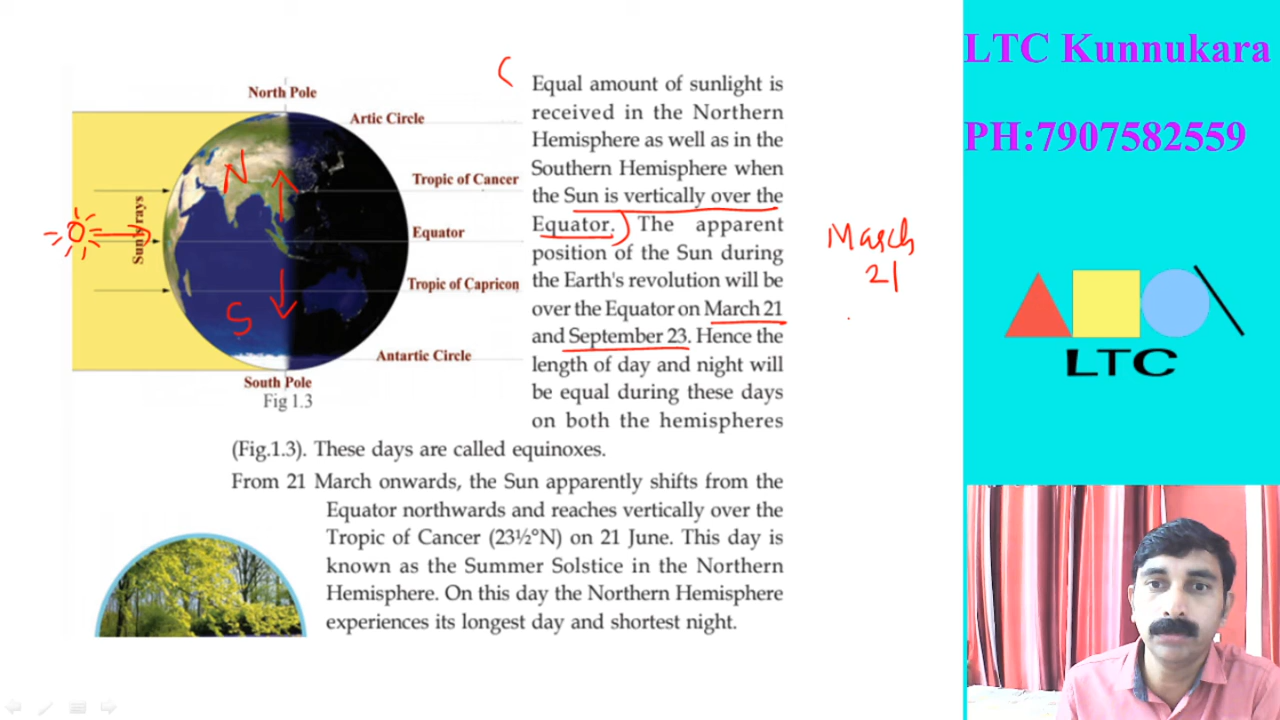 North Pole
Artic Circle
Tropic of Cancer
Sun's rays
Equator
Tropic of Capricon
Antartic Circle
South Pole
Fig 1.3
N
S
Equal amount of sunlight is
received in the Northern
Hemisphere as well as in the
Southern Hemisphere when
the Sun is vertically over the
Equator. The apparent
position of the Sun during
the Earth's revolution will be
over the Equator on March 21
and September 23. Hence the
length of day and night will
be equal during these days
on both the hemispheres
(Fig.1.3). These days are called equinoxes.
From 21 March onwards, the Sun apparently shifts from the
Equator northwards and reaches vertically over the
Tropic of Cancer (23½°N) on 21 June. This day is
known as the Summer Solstice in the Northern
Hemisphere. On this day the Northern Hemisphere
experiences its longest day and shortest night.
March
21
LTC Kunnukara
PH:7907582559
LTC